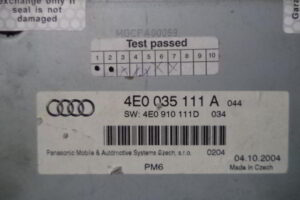 exchange only if
seal is not
damaged
HGCPA00259
Test passed
1 2 3 4 5 6 7 8 9 10
4E0 035 111 A 044
SW: 4E0 910 111D 034
Panasonic Mobile & Automotive Systems Czech, s.r.o. 0204 04.10.2004
PM6 Made in Czech